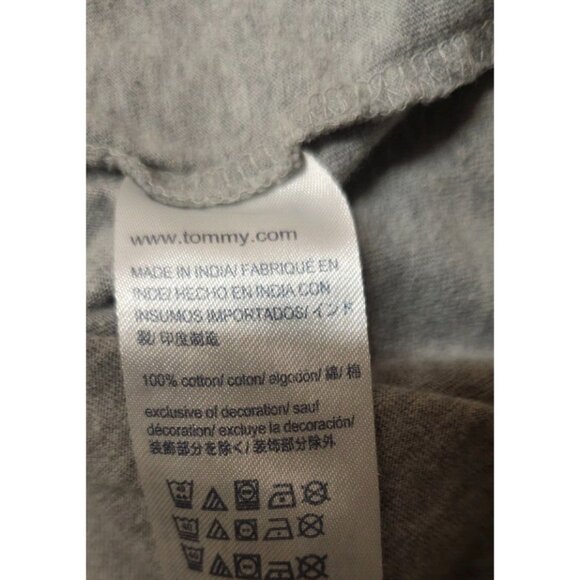 www.tommy.com
MADE IN INDIA/ FABRIQUÉ EN
INDE/ HECHO EN INDIA CON
INSUMOS IMPORTADOS/ インド
製/ 印度制造
100% cotton/ coton/ algodón/ 綿/ 棉
exclusive of decoration/ sauf
décoration/ excluye la decoración/
装飾部分を除く/ 装饰部分除外